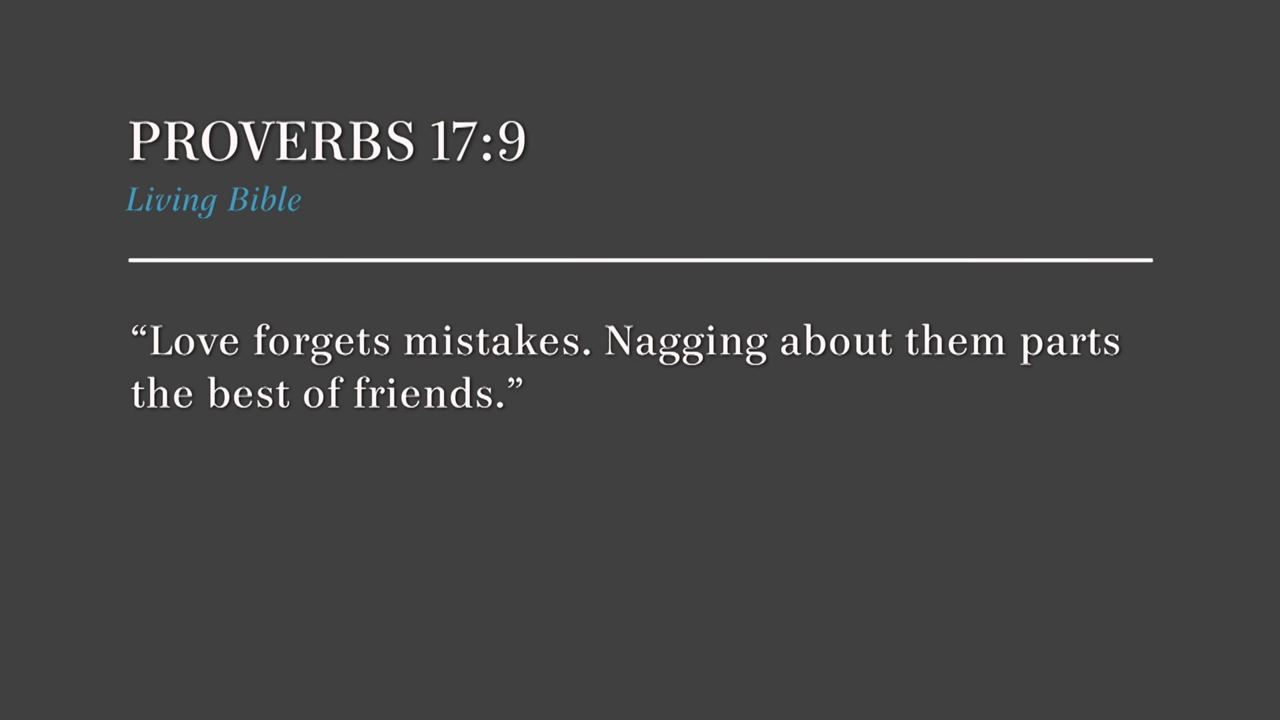 PROVERBS 17:9
Living Bible
“Love forgets mistakes. Nagging about them parts
the best of friends.”